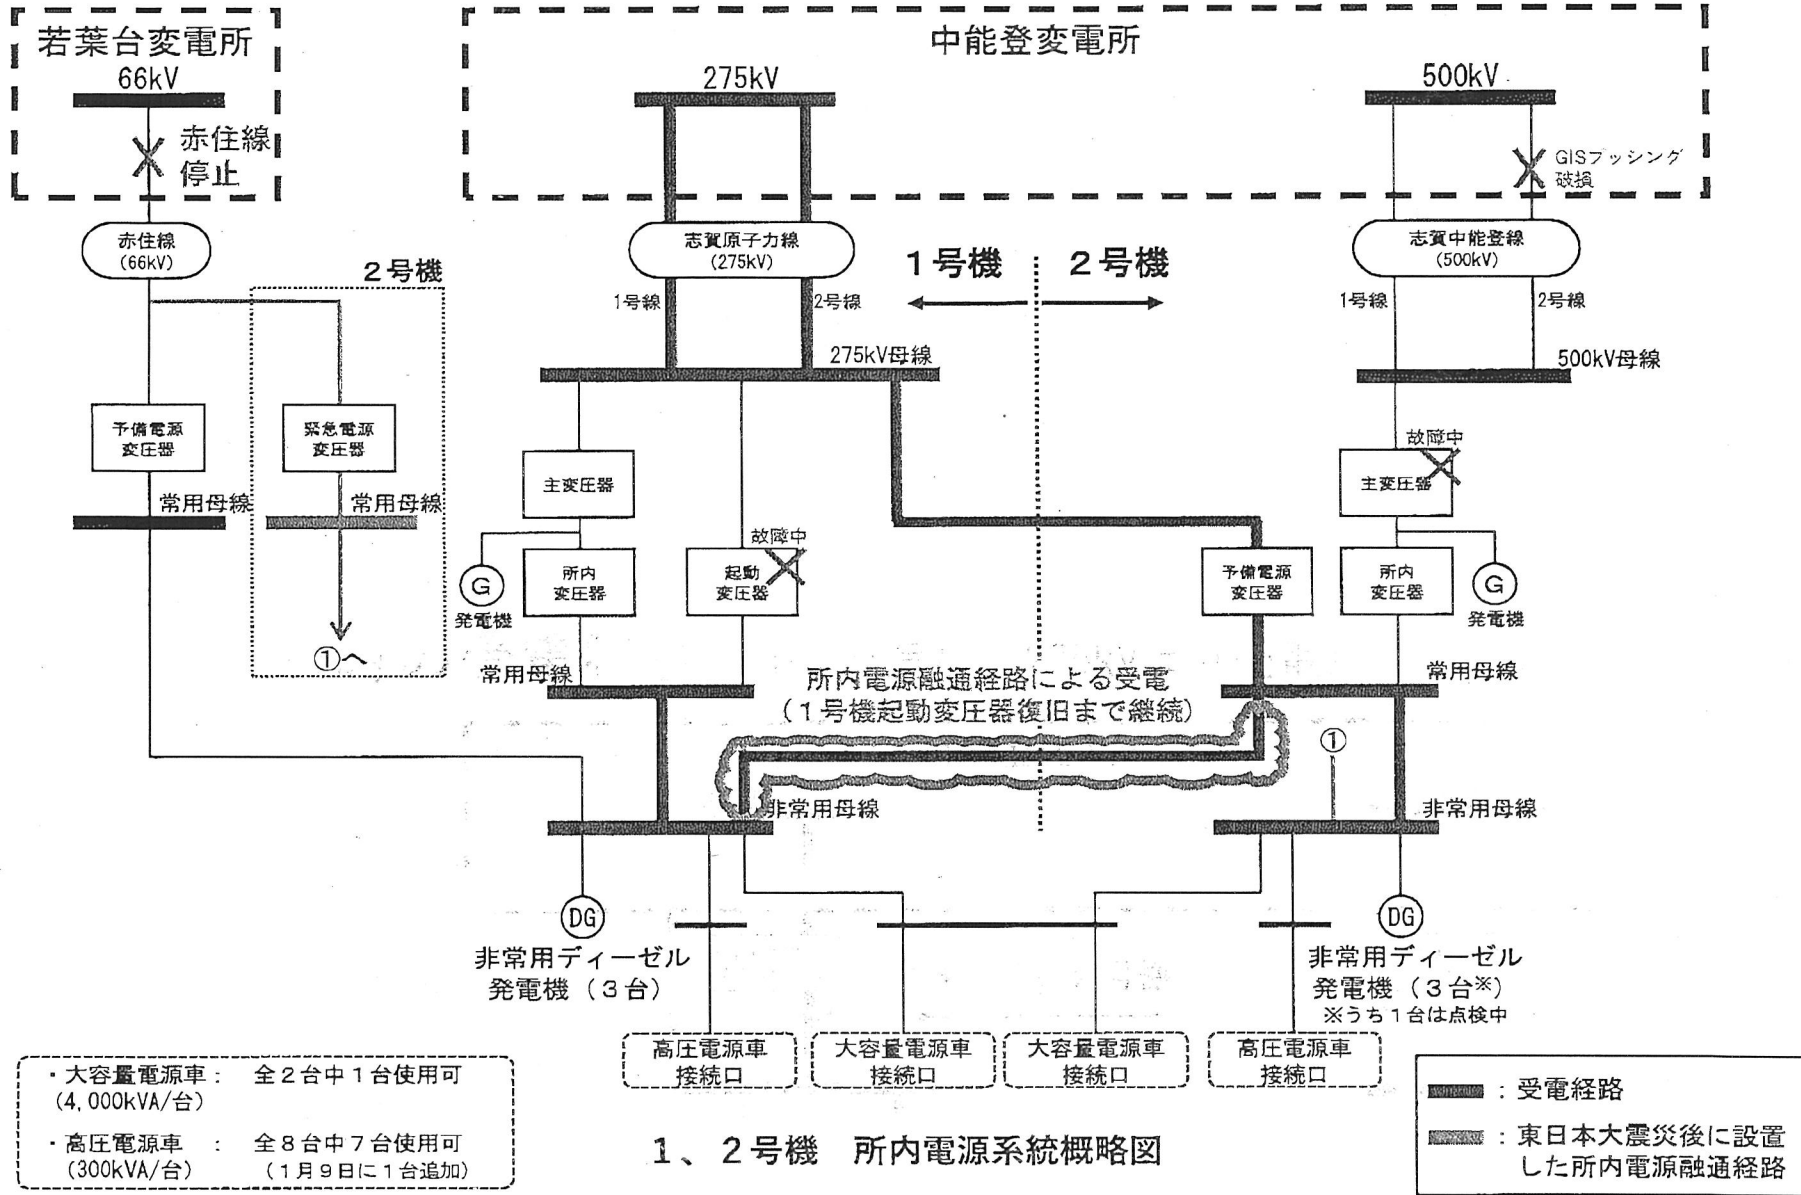 若葉台変電所
66kV
赤住線
停止
中能登変電所
275kV
500kV
GISブッシング
破損
赤住線
(66kV)
志賀原子力線
(275kV)
志賀中能登線
(500kV)
2号機
1号機
2号機
1号線
2号線
1号線
2号線
275kV母線
500kV母線
予備電源
変圧器
緊急電源
変圧器
常用母線
常用母線
①へ
主変圧器
G
発電機
所内
変圧器
故障中
起動
変圧器
予備電源
変圧器
故障中
主変圧器
所内
変圧器
G
発電機
常用母線
常用母線
所内電源融通経路による受電
(1号機起動変圧器復旧まで継続)
①
非常用母線
非常用母線
DG
非常用ディーゼル
発電機(3台)
DG
非常用ディーゼル
発電機(3台※)
※うち1台は点検中
高圧電源車
接続口
大容量電源車
接続口
大容量電源車
接続口
高圧電源車
接続口
・大容量電源車: 全2台中1台使用可
(4,000kVA/台)
・高圧電源車 : 全8台中7台使用可
(300kVA/台) (1月9日に1台追加)
1、2号機 所内電源系統概略図
:受電経路
:東日本大震災後に設置
した所内電源融通経路